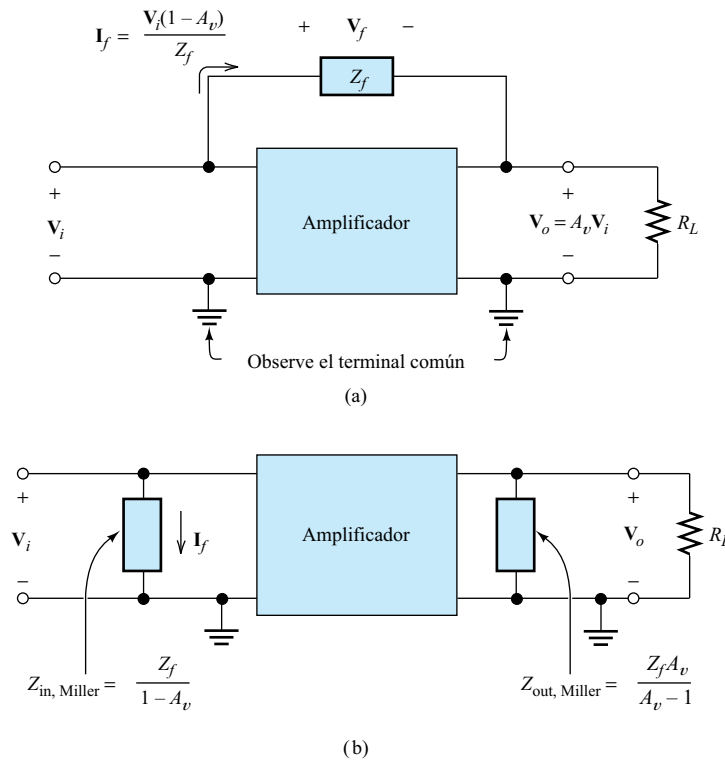 I_f = V_i(1 − A_v) / Z_f
+ V_f −
Z_f
+ V_i −
Amplificador
+ V_o = A_v V_i −
R_L
Observe el terminal común
(a)
+ V_i −
I_f
Amplificador
+ V_o −
Z_in, Miller = Z_f / 1 − A_v
Z_out, Miller = Z_f A_v / A_v − 1
(b)